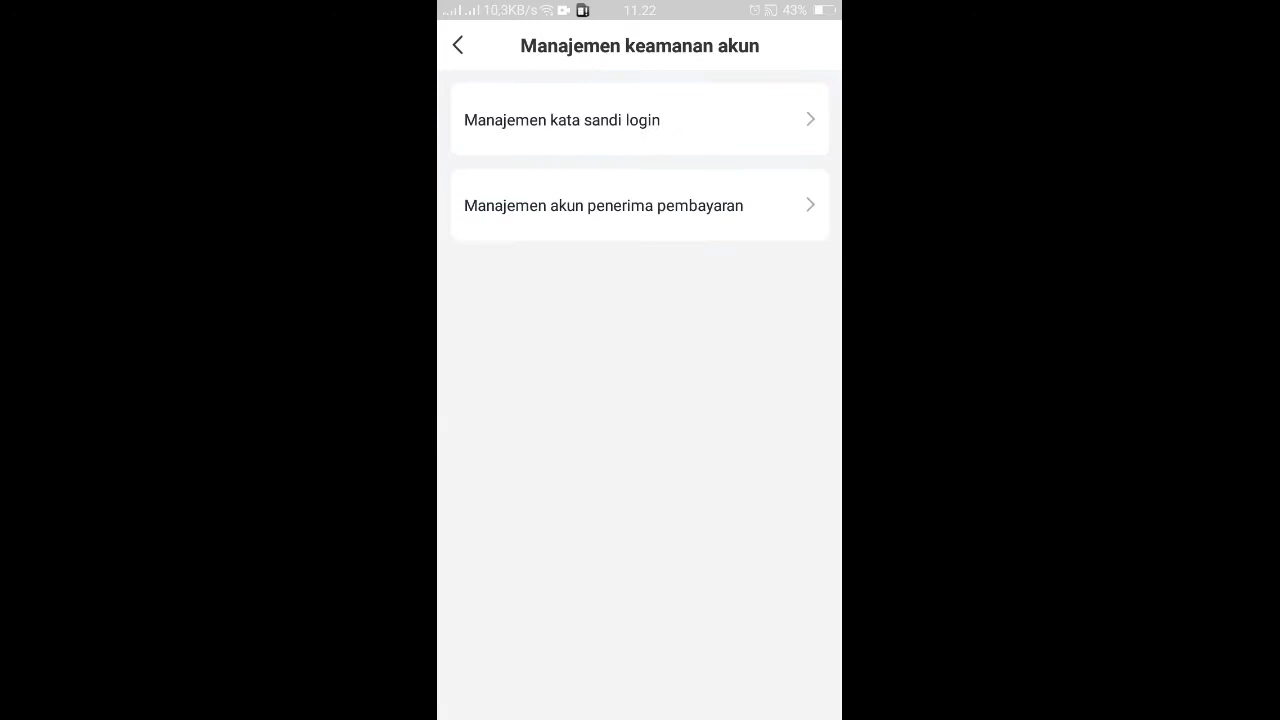 10,3KB/s 11.22 43%
Manajemen keamanan akun
Manajemen kata sandi login
Manajemen akun penerima pembayaran